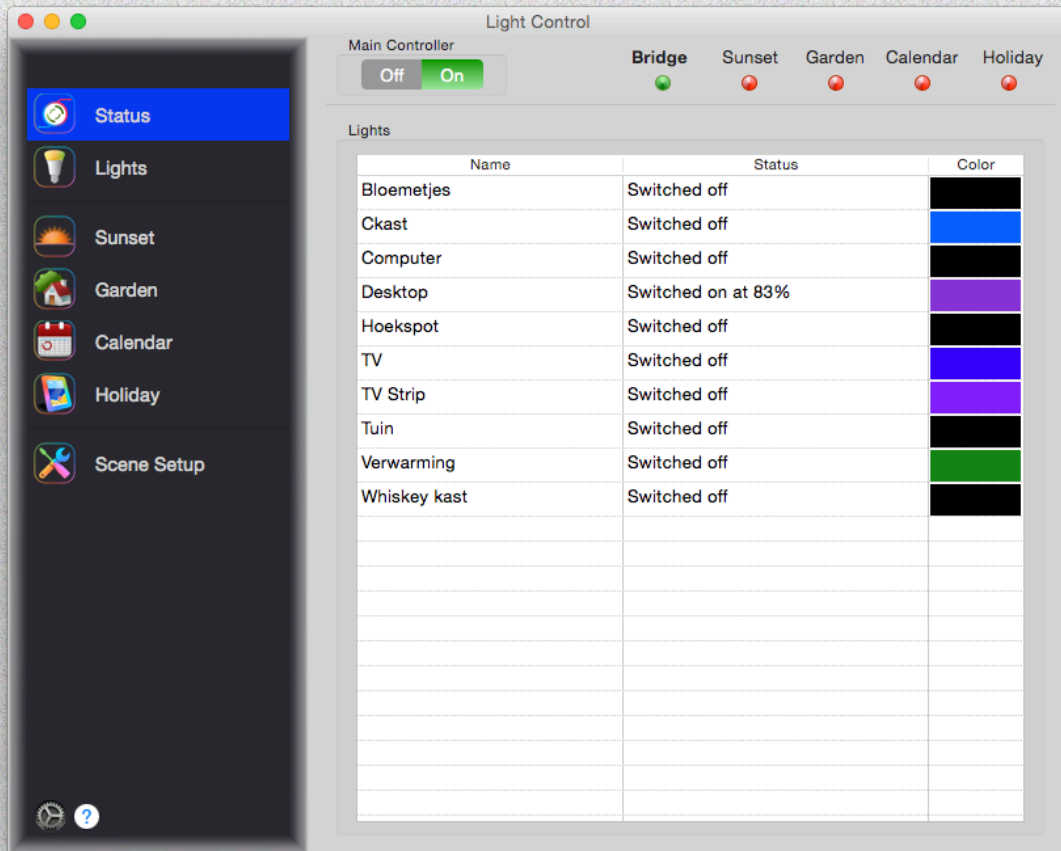 Light Control
Main Controller
Off On
Bridge Sunset Garden Calendar Holiday
Status
Lights
Sunset
Garden
Calendar
Holiday
Scene Setup
?
Lights
Name Status Color
Bloemetjes Switched off
Ckast Switched off
Computer Switched off
Desktop Switched on at 83%
Hoekspot Switched off
TV Switched off
TV Strip Switched off
Tuin Switched off
Verwarming Switched off
Whiskey kast Switched off